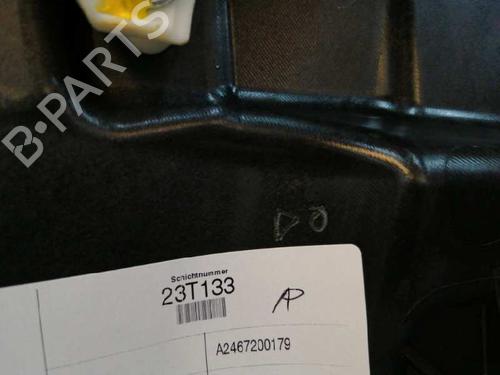 B-PARTS
Schichtnummer
23T133
AP
A2467200179